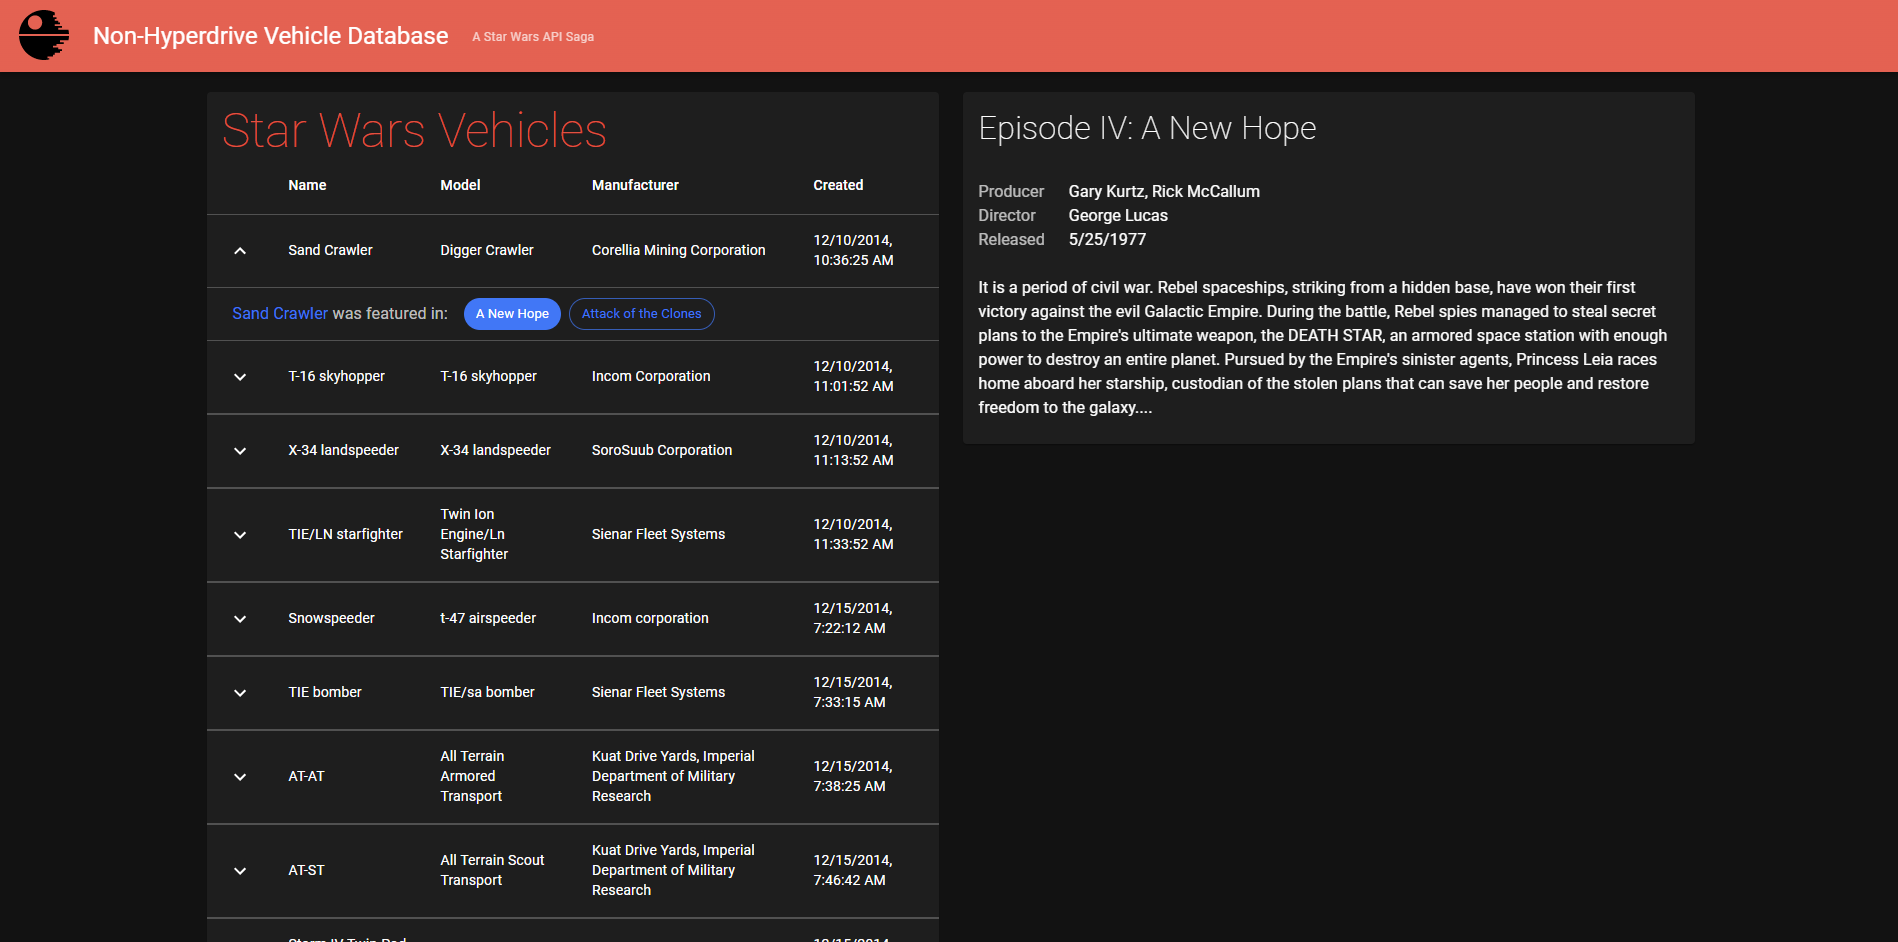 Non-Hyperdrive Vehicle Database
A Star Wars API Saga
Star Wars Vehicles
Name Model Manufacturer Created
Sand Crawler Digger Crawler Corellia Mining Corporation 12/10/2014,
10:36:25 AM
Sand Crawler was featured in: A New Hope Attack of the Clones
T-16 skyhopper T-16 skyhopper Incom Corporation 12/10/2014,
11:01:52 AM
X-34 landspeeder X-34 landspeeder SoroSuub Corporation 12/10/2014,
11:13:52 AM
TIE/LN starfighter
Twin Ion
Engine/Ln
Starfighter
Sienar Fleet Systems
12/10/2014,
11:33:52 AM
Snowspeeder t-47 airspeeder Incom corporation 12/15/2014,
7:22:12 AM
TIE bomber TIE/sa bomber Sienar Fleet Systems 12/15/2014,
7:33:15 AM
AT-AT
All Terrain
Armored
Transport
Kuat Drive Yards, Imperial
Department of Military
Research
12/15/2014,
7:38:25 AM
AT-ST
All Terrain Scout
Transport
Kuat Drive Yards, Imperial
Department of Military
Research
12/15/2014,
7:46:42 AM
Episode IV: A New Hope
Producer Gary Kurtz, Rick McCallum
Director George Lucas
Released 5/25/1977
It is a period of civil war. Rebel spaceships, striking from a hidden base, have won their first
victory against the evil Galactic Empire. During the battle, Rebel spies managed to steal secret
plans to the Empire's ultimate weapon, the DEATH STAR, an armored space station with enough
power to destroy an entire planet. Pursued by the Empire's sinister agents, Princess Leia races
home aboard her starship, custodian of the stolen plans that can save her people and restore
freedom to the galaxy....